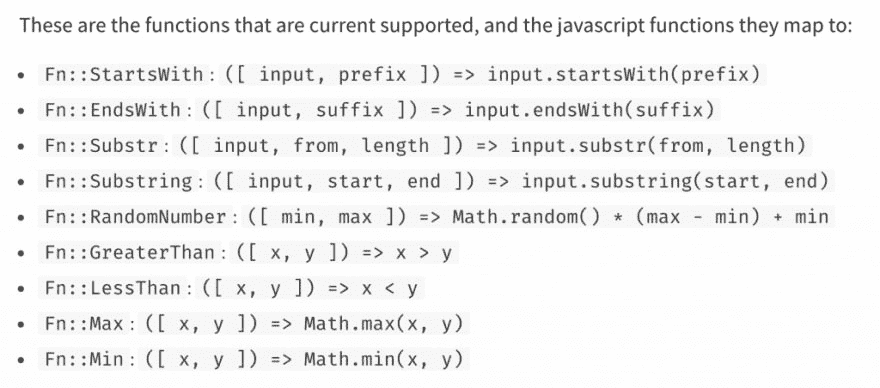 These are the functions that are current supported, and the javascript functions they map to:
• Fn::StartsWith: ([ input, prefix ]) => input.startsWith(prefix)
• Fn::EndsWith: ([ input, suffix ]) => input.endsWith(suffix)
• Fn::Substr: ([ input, from, length ]) => input.substr(from, length)
• Fn::Substring: ([ input, start, end ]) => input.substring(start, end)
• Fn::RandomNumber: ([ min, max ]) => Math.random() * (max - min) + min
• Fn::GreaterThan: ([ x, y ]) => x > y
• Fn::LessThan: ([ x, y ]) => x < y
• Fn::Max: ([ x, y ]) => Math.max(x, y)
• Fn::Min: ([ x, y ]) => Math.min(x, y)